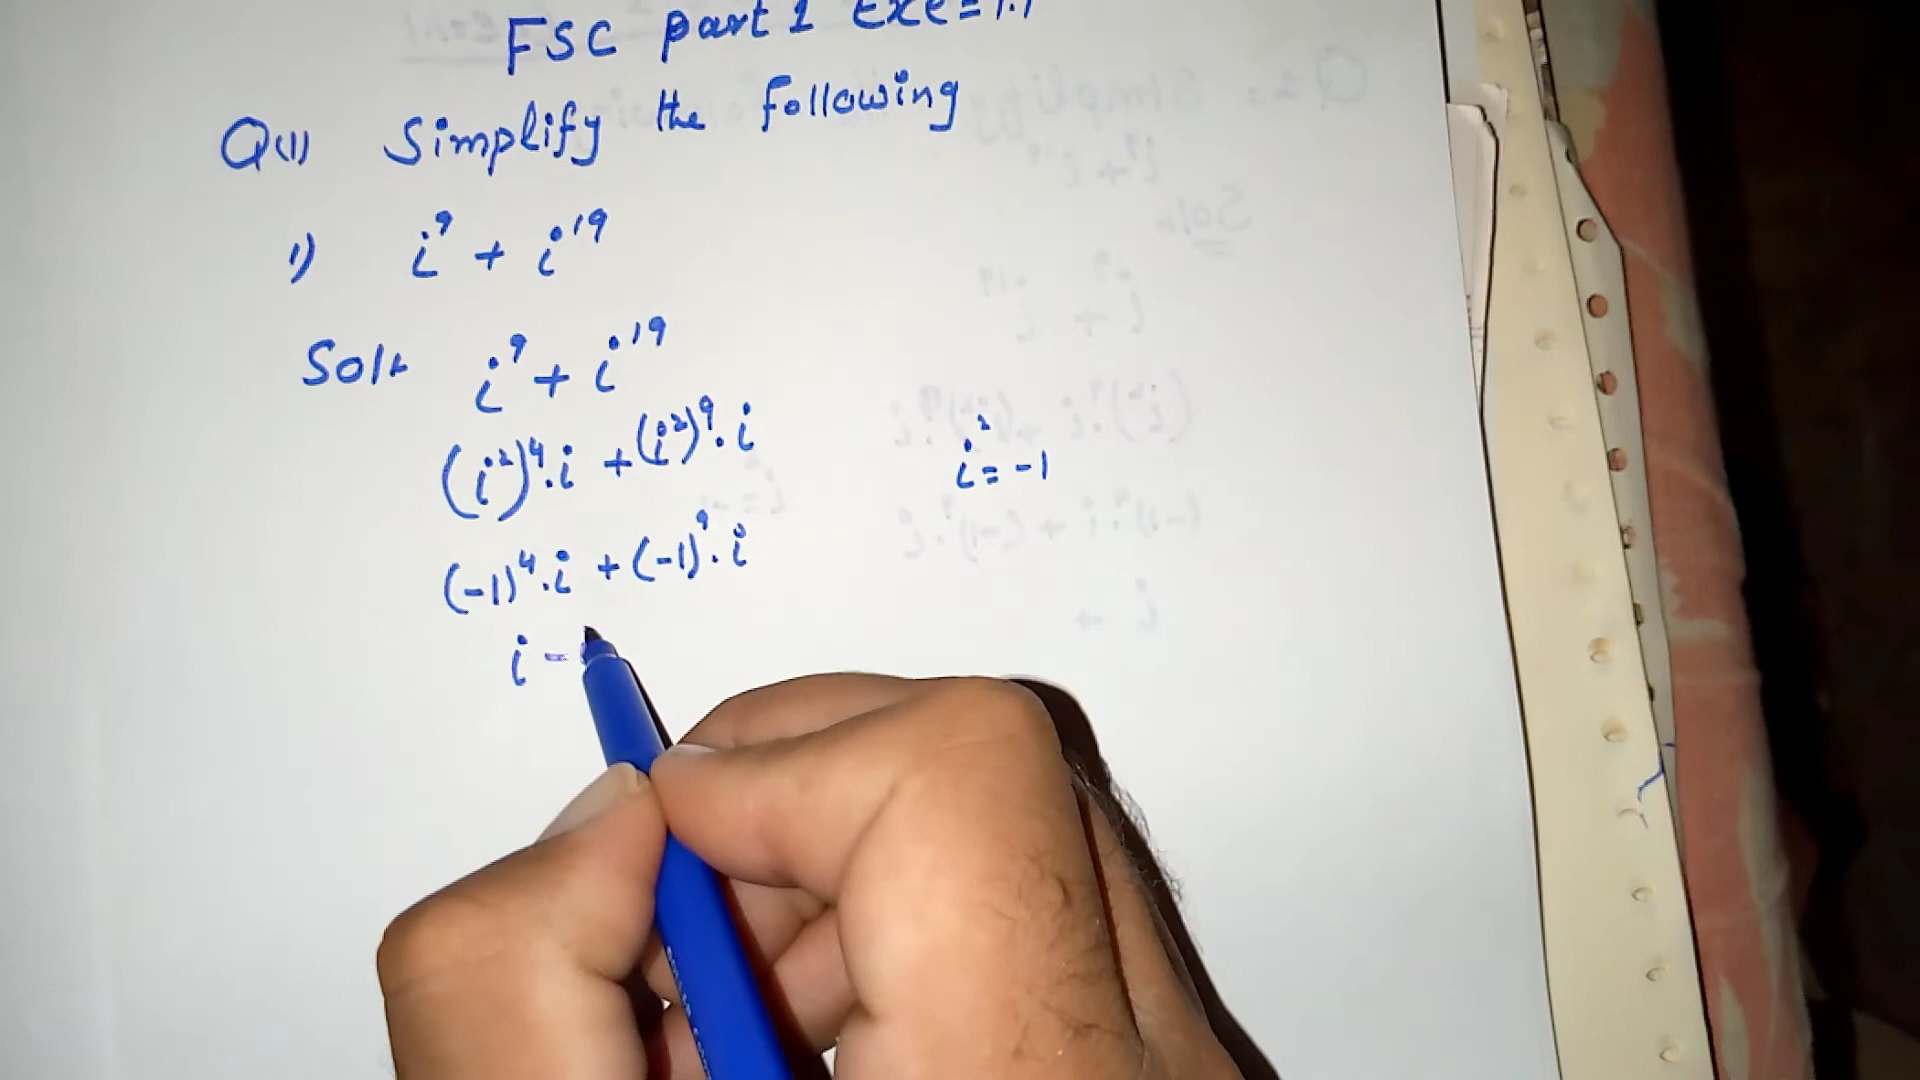 FSC part 1 Exe = 1.1
Q(1) Simplify the following
1) i⁹ + i¹⁹
Sol: i⁹ + i¹⁹
(i²)⁴.i + (i²)⁹.i
i² = -1
(-1)⁴.i + (-1)⁹.i
i -